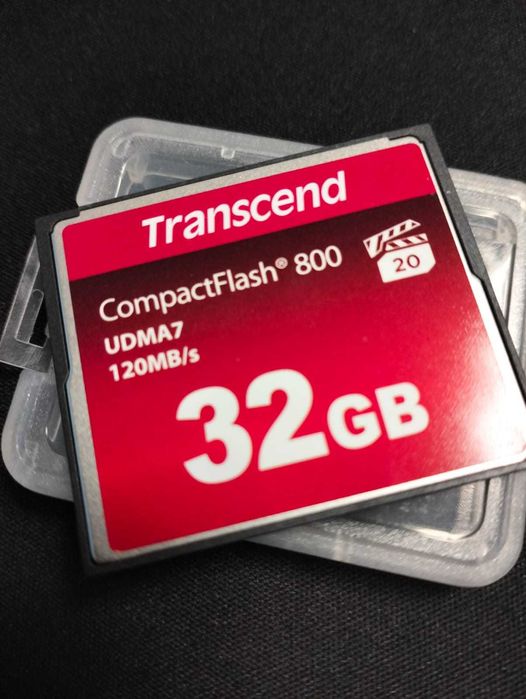 Transcend
CompactFlash® 800
20
UDMA7
120MB/s
32GB